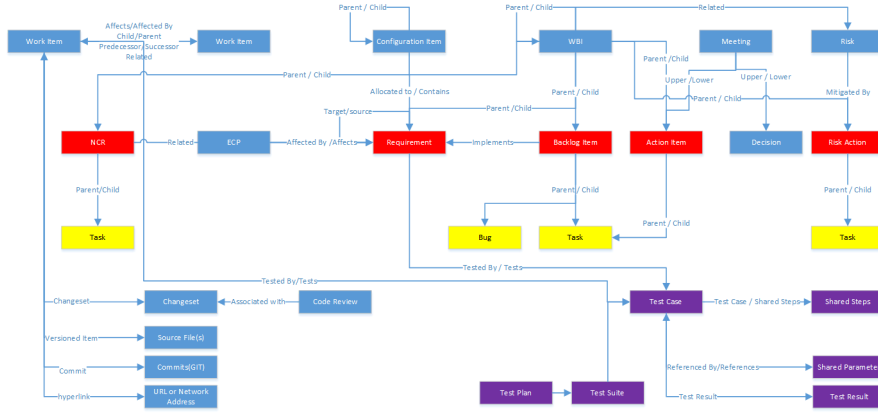 Parent / Child
Parent / Child
Related
Affects/Affected By
Child/Parent
Predecessor/Successor
Related
Work Item
Work Item
Configuration Item
WBI
Meeting
Risk
Parent / Child
Parent /Child
Upper /Lower
Upper / Lower
Allocated to / Contains
Parent / Child
Parent / Child
Mitigated By
Target/source
Parent /Child
NCR
Related
ECP
Affected By /Affects
Requirement
Implements
Backlog Item
Action Item
Decision
Risk Action
Parent/Child
Parent / Child
Parent / Child
Parent / Child
Task
Bug
Task
Task
Tested By / Tests
Tested By/Tests
Changeset
Changeset
Associated with
Code Review
Test Case
Test Case / Shared Steps
Shared Steps
Versioned Item
Source File(s)
Commit
Commits(GIT)
Referenced By/References
Shared Paramete
hyperlink
URL or Network
Address
Test Plan
Test Suite
Test Result
Test Result